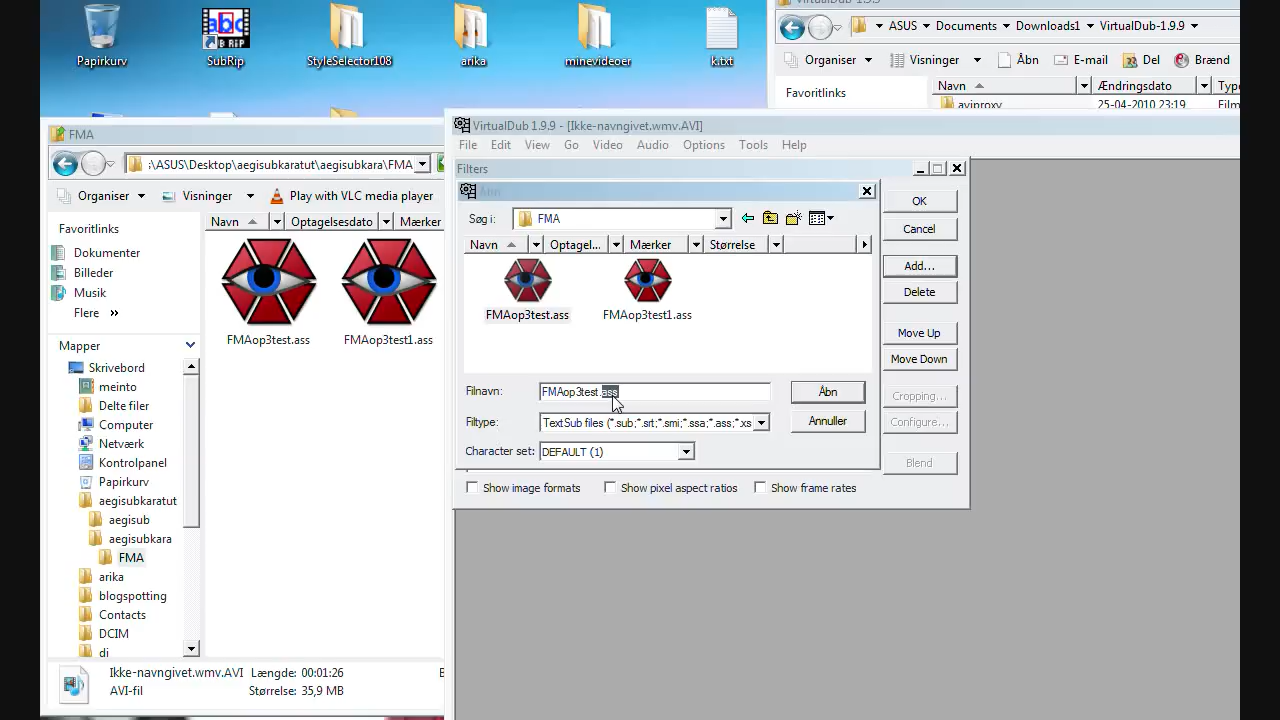 Papirkurv
SubRip
StyleSelector108
arika
minevideoer
k.txt
ASUS
Documents
Downloads1
VirtualDub-1.9.9
Organiser
Visninger
Åbn
E-mail
Del
Brænd
Favoritlinks
Navn
Ændringsdato
Type
aviproxy
25-04-2010 23:19
Film
FMA
:\ASUS\Desktop\aegisubkaratut\aegisubkara\FMA
Organiser
Visninger
Play with VLC media player
Favoritlinks
Dokumenter
Billeder
Musik
Flere »
Mapper
Skrivebord
meinto
Delte filer
Computer
Netværk
Kontrolpanel
Papirkurv
aegisubkaratut
aegisub
aegisubkara
FMA
arika
blogspotting
Contacts
DCIM
di
Navn
Optagelsesdato
Mærker
FMAop3test.ass
FMAop3test1.ass
Ikke-navngivet.wmv.AVI
Længde: 00:01:26
AVI-fil
Størrelse: 35,9 MB
VirtualDub 1.9.9 - [Ikke-navngivet.wmv.AVI]
File Edit View Go Video Audio Options Tools Help
Filters
Åbn
Søg i:
FMA
Navn
Optagel...
Mærker
Størrelse
FMAop3test.ass
FMAop3test1.ass
Filnavn:
FMAop3test.ass
Åbn
Filtype:
TextSub files (*.sub;*.srt;*.smi;*.ssa;*.ass;*.xs
Annuller
Character set:
DEFAULT (1)
OK
Cancel
Add...
Delete
Move Up
Move Down
Cropping...
Configure...
Blend
Show image formats
Show pixel aspect ratios
Show frame rates